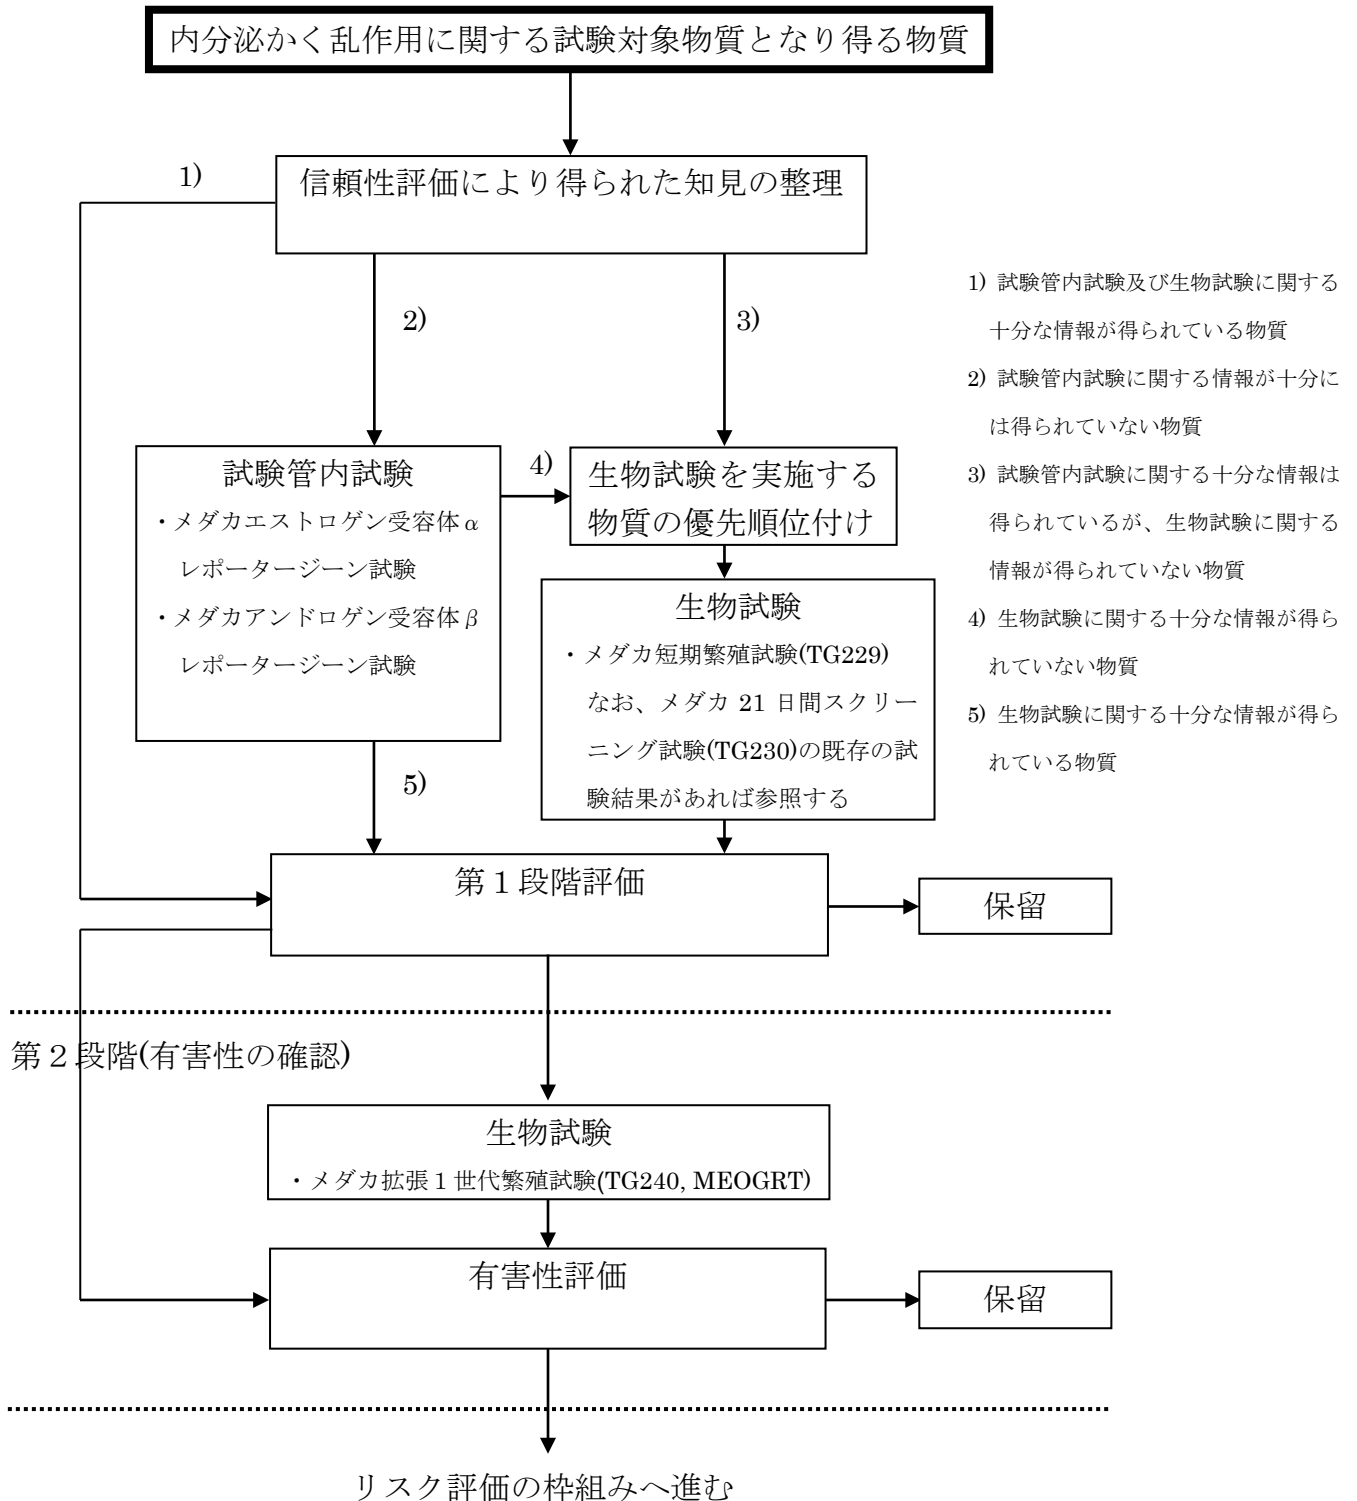 内分泌かく乱作用に関する試験対象物質となり得る物質
1)
信頼性評価により得られた知見の整理
2)
3)
1) 試験管内試験及び生物試験に関する
十分な情報が得られている物質
2) 試験管内試験に関する情報が十分に
は得られていない物質
3) 試験管内試験に関する十分な情報は
得られているが、生物試験に関する
情報が得られていない物質
4) 生物試験に関する十分な情報が得ら
れていない物質
5) 生物試験に関する十分な情報が得ら
れている物質
試験管内試験
・メダカエストロゲン受容体α
レポータージーン試験
・メダカアンドロゲン受容体β
レポータージーン試験
4)
生物試験を実施する
物質の優先順位付け
生物試験
・メダカ短期繁殖試験(TG229)
なお、メダカ 21 日間スクリー
ニング試験(TG230)の既存の試
験結果があれば参照する
5)
第１段階評価
保留
第２段階(有害性の確認)
生物試験
・メダカ拡張１世代繁殖試験(TG240, MEOGRT)
有害性評価
保留
リスク評価の枠組みへ進む